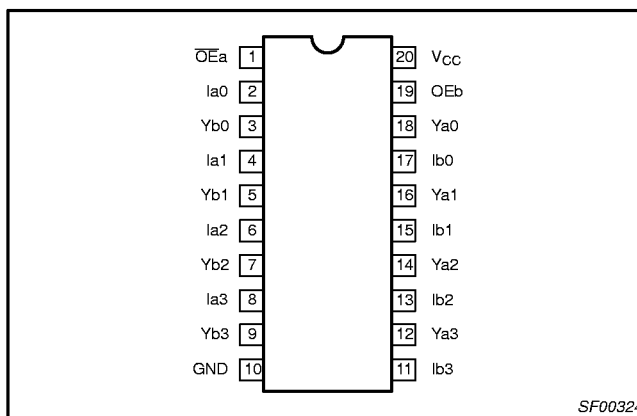 O̅E̅a 1 20 VCC
Ia0 2 19 OEb
Yb0 3 18 Ya0
Ia1 4 17 Ib0
Yb1 5 16 Ya1
Ia2 6 15 Ib1
Yb2 7 14 Ya2
Ia3 8 13 Ib2
Yb3 9 12 Ya3
GND 10 11 Ib3
SF00324